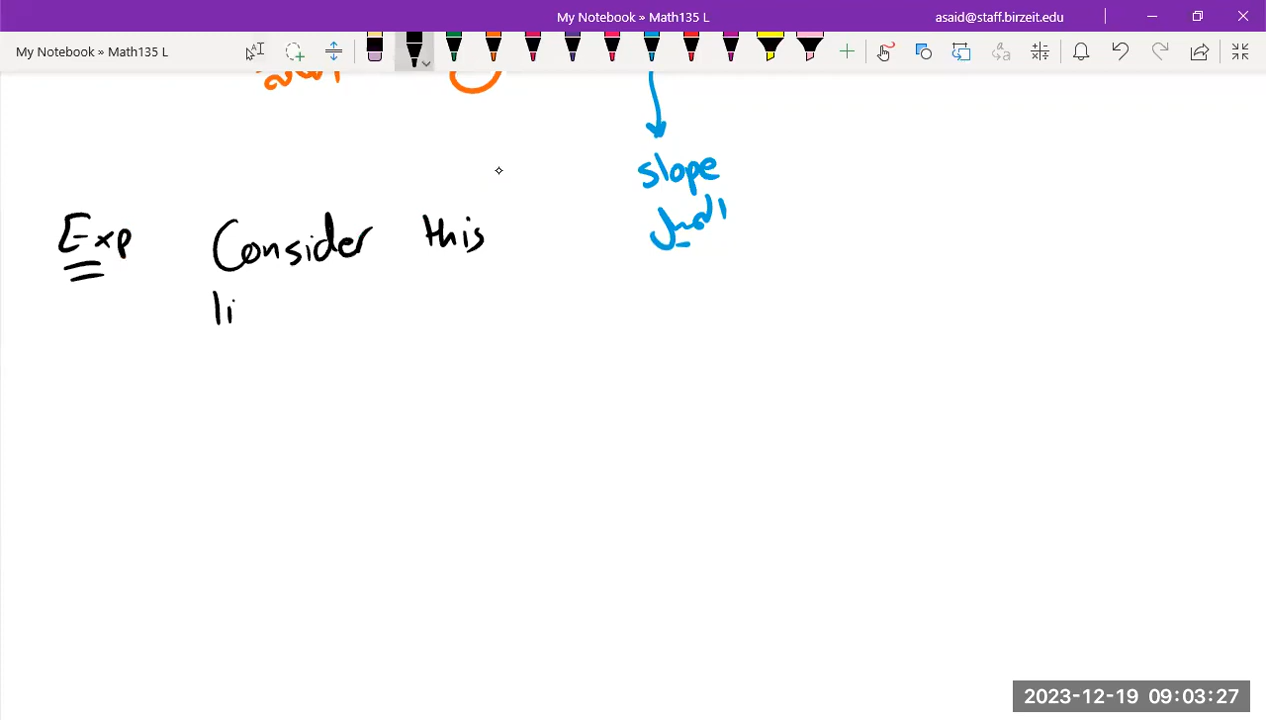 My Notebook » Math135 L
asaid@staff.birzeit.edu
My Notebook » Math135 L
slope
الميل
Exp Consider this
li
2023-12-19 09:03:27